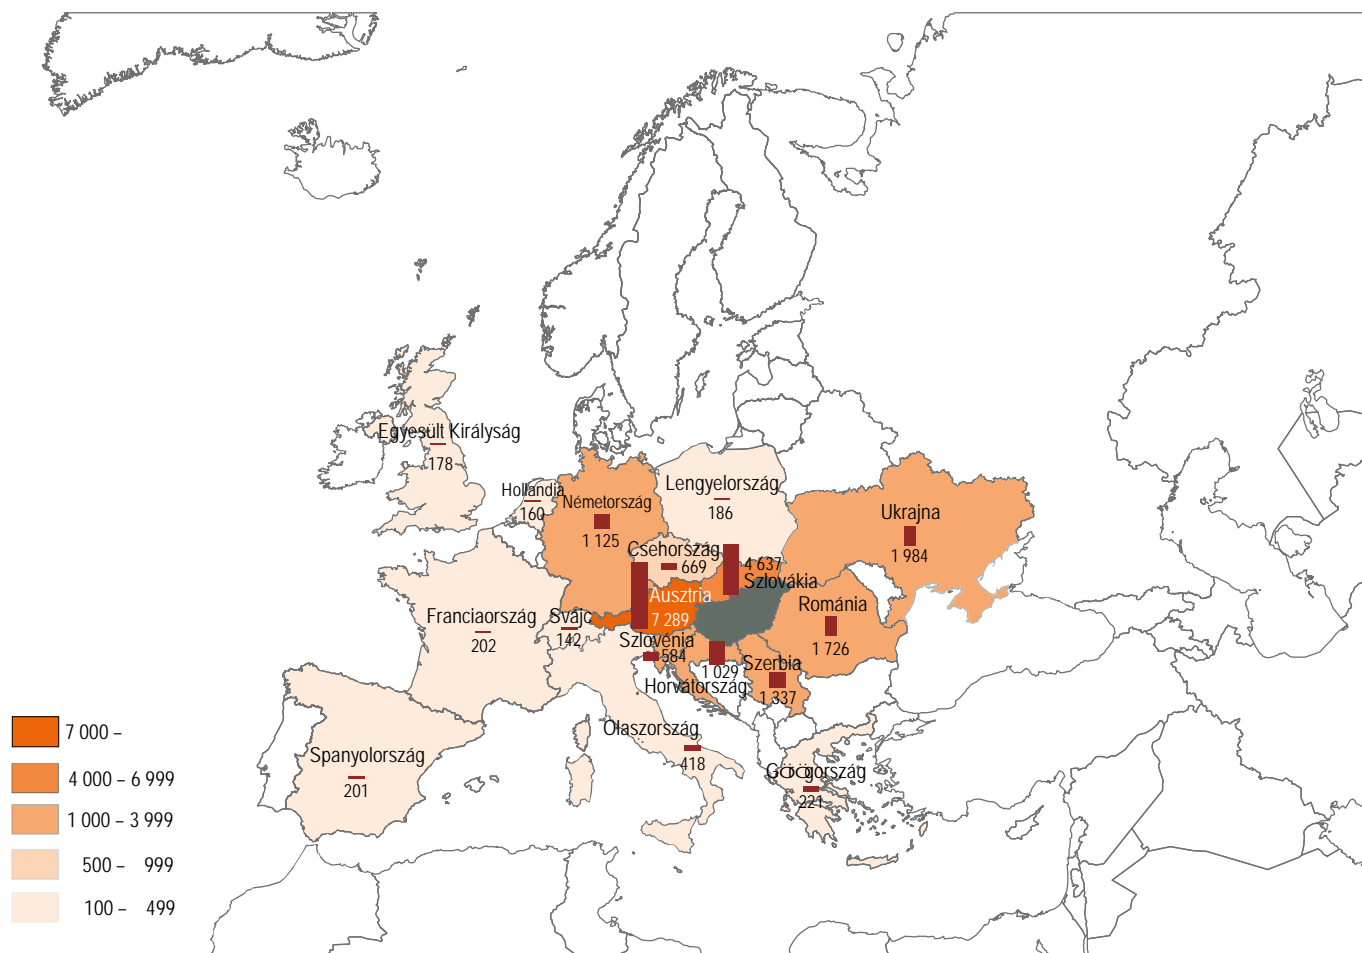 Egyesült Királyság
178
Hollandia
160
Németország
1 125
Lengyelország
186
Ukrajna
1 984
Csehország
669
4 637
Szlovákia
Ausztria
7 289
Franciaország
202
Svájc
142
Szlovénia
584
Románia
1 726
1 029
Horvátország
Szerbia
1 337
Olaszország
418
Spanyolország
201
Görögország
221
7 000 –
4 000 – 6 999
1 000 – 3 999
500 – 999
100 – 499